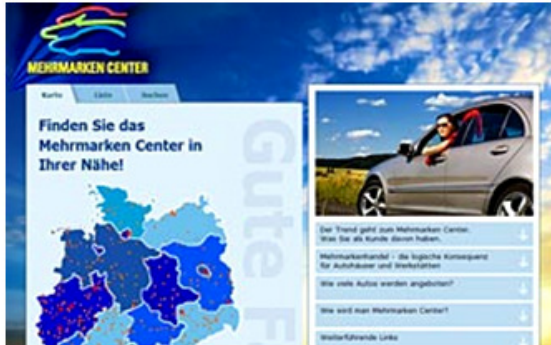 MEHRMARKEN CENTER
Karte Liste Suchen
Finden Sie das
Mehrmarken Center in
Ihrer Nähe!
Gute F
Der Trend geht zum Mehrmarken Center.
Was Sie als Kunde davon haben.
Mehrmarkenhandel - die logische Konsequenz
für Autohäuser und Werkstätten
Wie viele Autos werden angeboten?
Wie wird man Mehrmarken Center?
Weiterführende Links